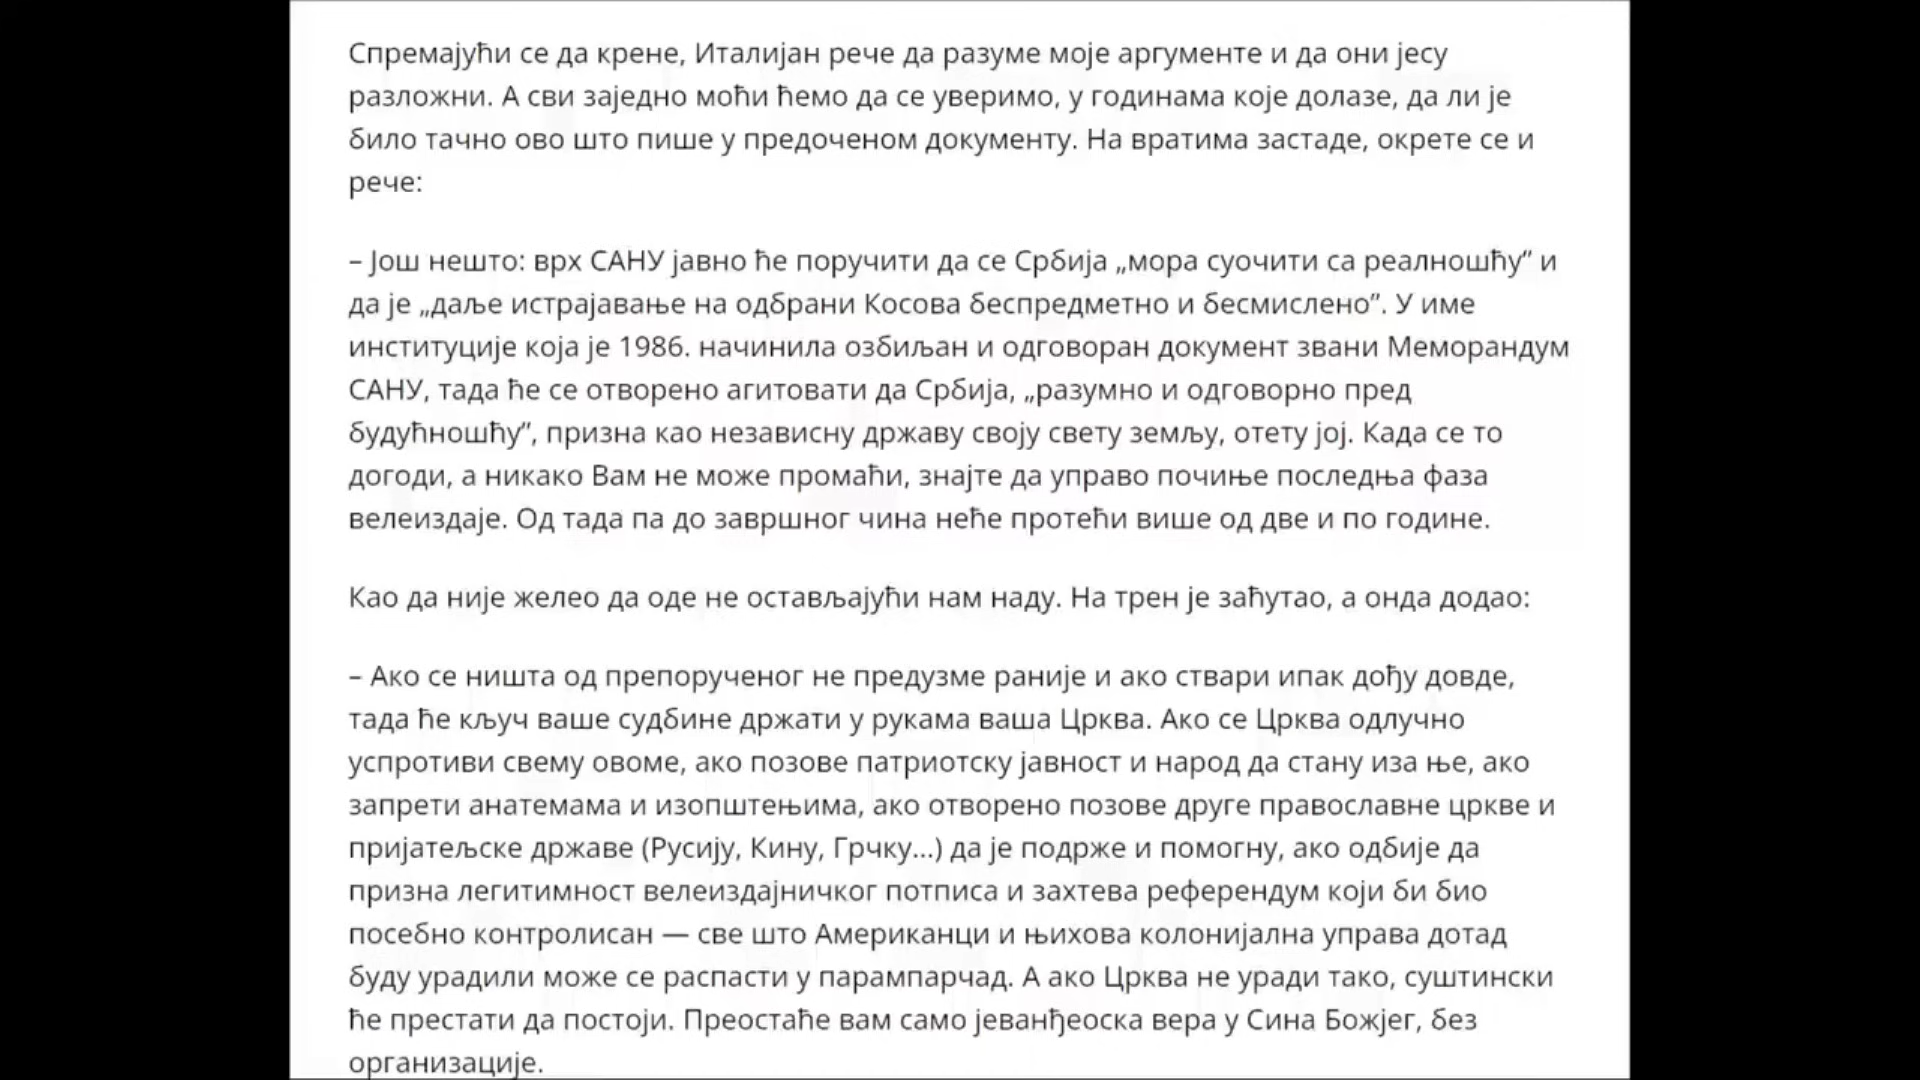 Спремајући се да крене, Италијан рече да разуме моје аргументе и да они јесу
разложни. А сви заједно моћи ћемо да се уверимо, у годинама које долазе, да ли је
било тачно ово што пише у предоченом документу. На вратима застаде, окрете се и
рече:
– Још нешто: врх САНУ јавно ће поручити да се Србија „мора суочити са реалношћу” и
да је „даље истрајавање на одбрани Косова беспредметно и бесмислено”. У име
институције која је 1986. начинила озбиљан и одговоран документ звани Меморандум
САНУ, тада ће се отворено агитовати да Србија, „разумно и одговорно пред
будућношћу”, призна као независну државу своју свету земљу, отету јој. Када се то
догоди, а никако Вам не може промаћи, знајте да управо почиње последња фаза
велеиздаје. Од тада па до завршног чина неће протећи више од две и по године.
Као да није желео да оде не остављајући нам наду. На трен је заћутао, а онда додао:
– Ако се ништа од препорученог не предузме раније и ако ствари ипак дођу довде,
тада ће кључ ваше судбине држати у рукама ваша Црква. Ако се Црква одлучно
успротиви свему овоме, ако позове патриотску јавност и народ да стану иза ње, ако
запрети анатемама и изопштењима, ако отворено позове друге православне цркве и
пријатељске државе (Русију, Кину, Грчку...) да је подрже и помогну, ако одбије да
призна легитимност велеиздајничког потписа и захтева референдум који би био
посебно контролисан — све што Американци и њихова колонијална управа дотад
буду урадили може се распасти у парампарчад. А ако Црква не уради тако, суштински
ће престати да постоји. Преостаће вам само јеванђеоска вера у Сина Божјег, без
организације.